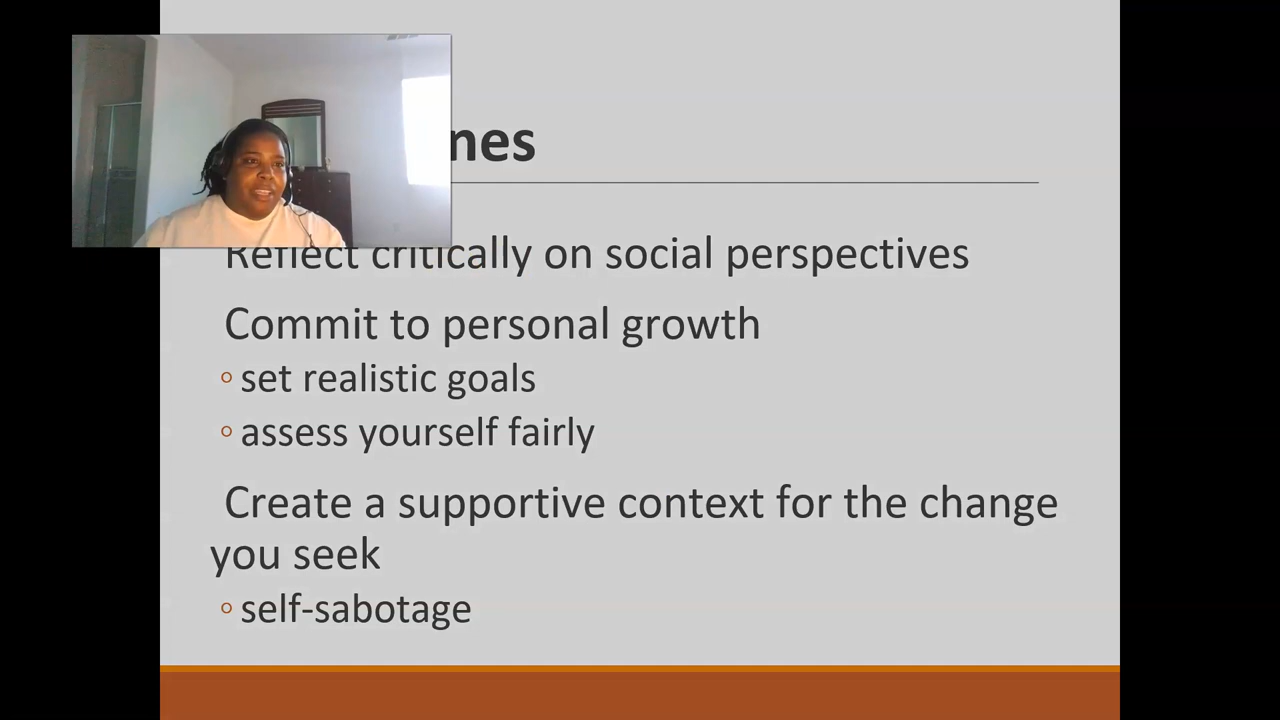 nes
Reflect critically on social perspectives
Commit to personal growth
set realistic goals
assess yourself fairly
Create a supportive context for the change
you seek
self-sabotage